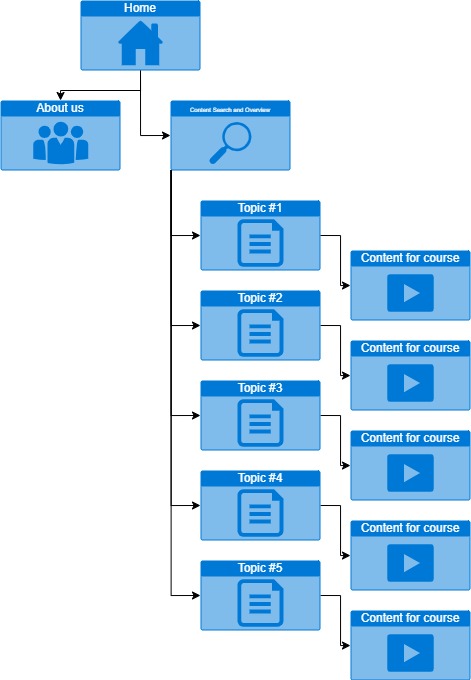 Home
About us
Content Search and Overview
Topic #1
Content for course
Topic #2
Content for course
Topic #3
Content for course
Topic #4
Content for course
Topic #5
Content for course